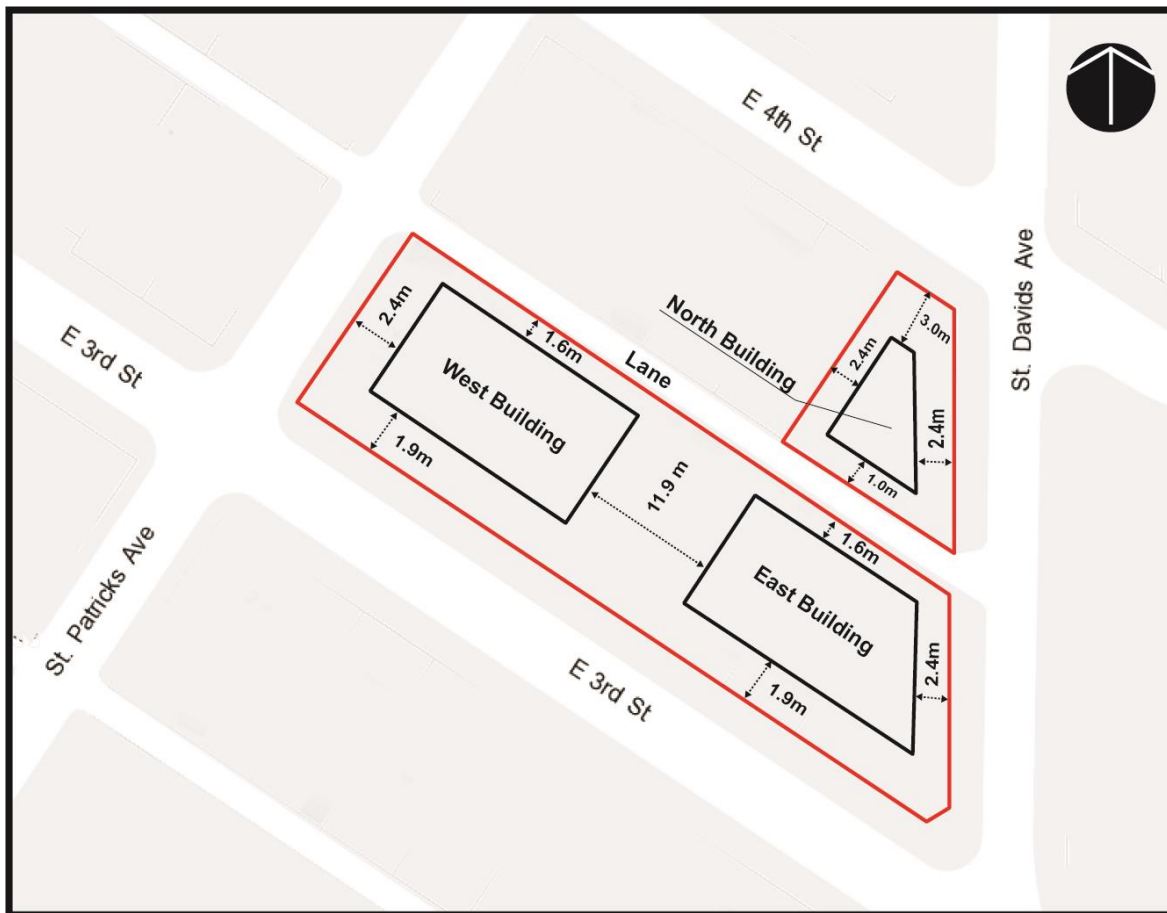 E 4th St
St. Davids Ave
North Building
3.0m
2.4m
2.4m
1.0m
2.4m
1.6m
Lane
West Building
1.9m
11.9 m
1.6m
East Building
2.4m
1.9m
E 3rd St
E 3rd St
St. Patricks Ave